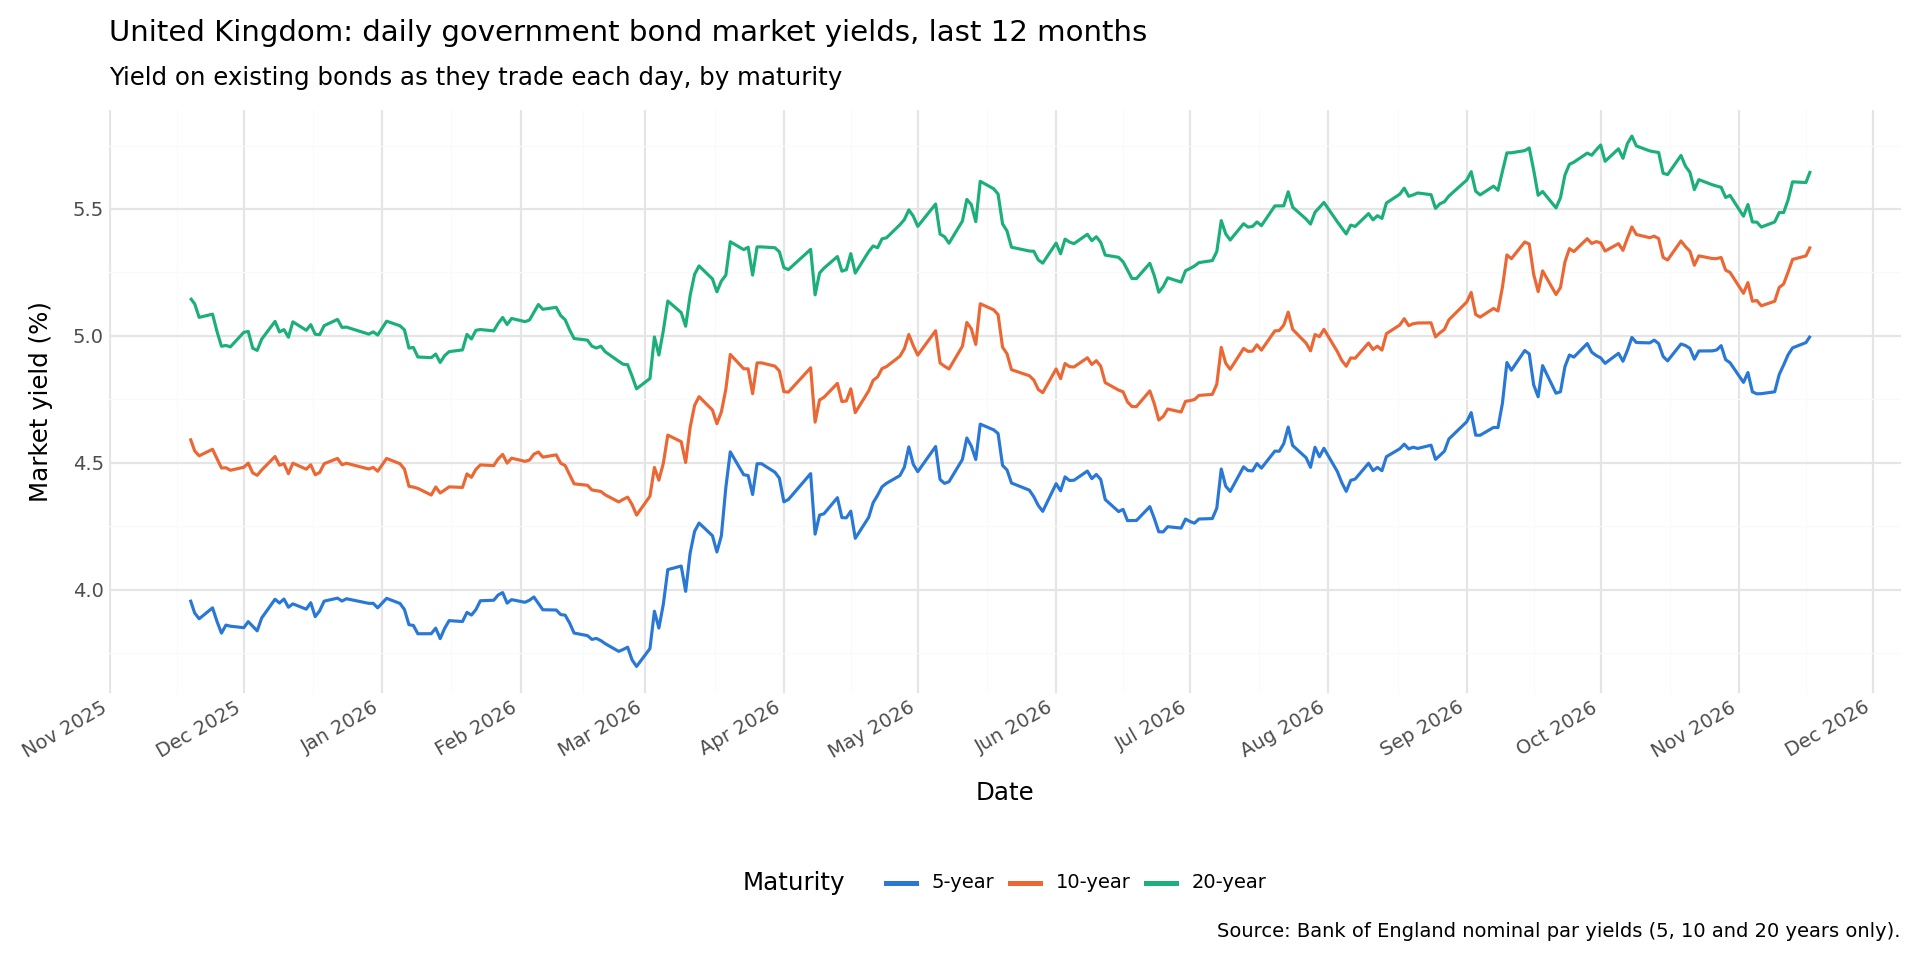 United Kingdom: daily government bond market yields, last 12 months
Yield on existing bonds as they trade each day, by maturity
Market yield (%)
5.5
5.0
4.5
4.0
Nov 2025
Dec 2025
Jan 2026
Feb 2026
Mar 2026
Apr 2026
May 2026
Jun 2026
Jul 2026
Aug 2026
Sep 2026
Oct 2026
Nov 2026
Dec 2026
Date
Maturity 5-year 10-year 20-year
Source: Bank of England nominal par yields (5, 10 and 20 years only).